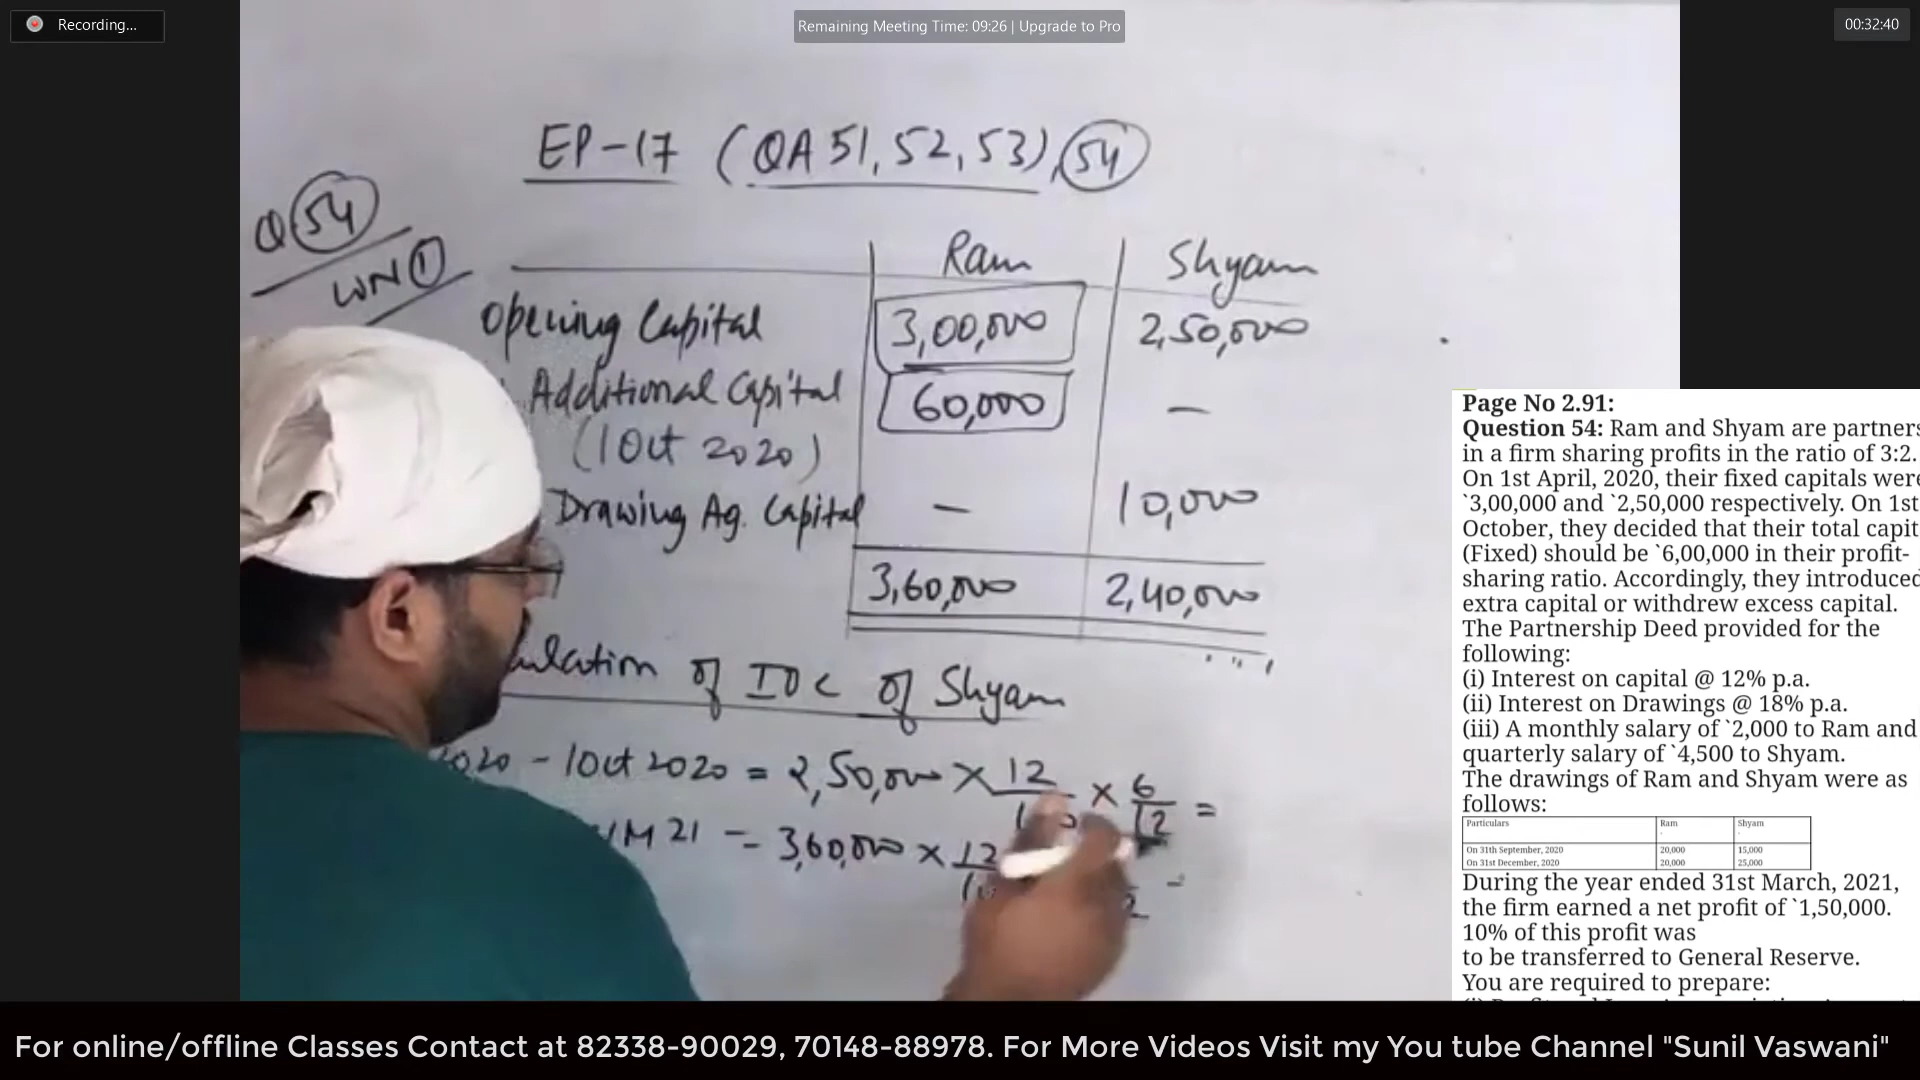 Recording...
Remaining Meeting Time: 09:26 | Upgrade to Pro
00:32:40
EP-17 (QA 51, 52, 53), 54
Q 54
WN 1
Ram Shyam
Opening Capital 3,00,000 2,50,000
Additional Capital 60,000 -
(1 Oct 2020)
Drawing Ag. Capital - 10,000
3,60,000 2,40,000
of IOC of Shyam
2020 - 1 Oct 2020 = 2,50,000 × 12 × 6/12 =
M 21 = 3,60,000 × 12
Page No 2.91:
Question 54: Ram and Shyam are partners
in a firm sharing profits in the ratio of 3:2.
On 1st April, 2020, their fixed capitals were
`3,00,000 and `2,50,000 respectively. On 1st
October, they decided that their total capit
(Fixed) should be `6,00,000 in their profit-
sharing ratio. Accordingly, they introduced
extra capital or withdrew excess capital.
The Partnership Deed provided for the
following:
(i) Interest on capital @ 12% p.a.
(ii) Interest on Drawings @ 18% p.a.
(iii) A monthly salary of `2,000 to Ram and
quarterly salary of `4,500 to Shyam.
The drawings of Ram and Shyam were as
follows:
Particulars Ram Shyam
On 31th September, 2020 20,000 15,000
On 31st December, 2020 20,000 25,000
During the year ended 31st March, 2021,
the firm earned a net profit of `1,50,000.
10% of this profit was
to be transferred to General Reserve.
You are required to prepare:
For online/offline Classes Contact at 82338-90029, 70148-88978. For More Videos Visit my You tube Channel "Sunil Vaswani"